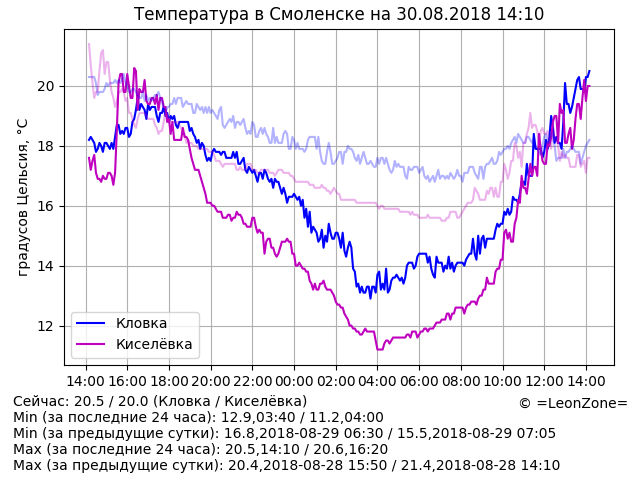 Температура в Смоленске на 30.08.2018 14:10
градусов Цельсия, °C
20
18
16
14
12
Кловка
Киселёвка
14:00 16:00 18:00 20:00 22:00 00:00 02:00 04:00 06:00 08:00 10:00 12:00 14:00
Сейчас: 20.5 / 20.0 (Кловка / Киселёвка)
© =LeonZone=
Min (за последние 24 часа): 12.9,03:40 / 11.2,04:00
Min (за предыдущие сутки): 16.8,2018-08-29 06:30 / 15.5,2018-08-29 07:05
Max (за последние 24 часа): 20.5,14:10 / 20.6,16:20
Max (за предыдущие сутки): 20.4,2018-08-28 15:50 / 21.4,2018-08-28 14:10